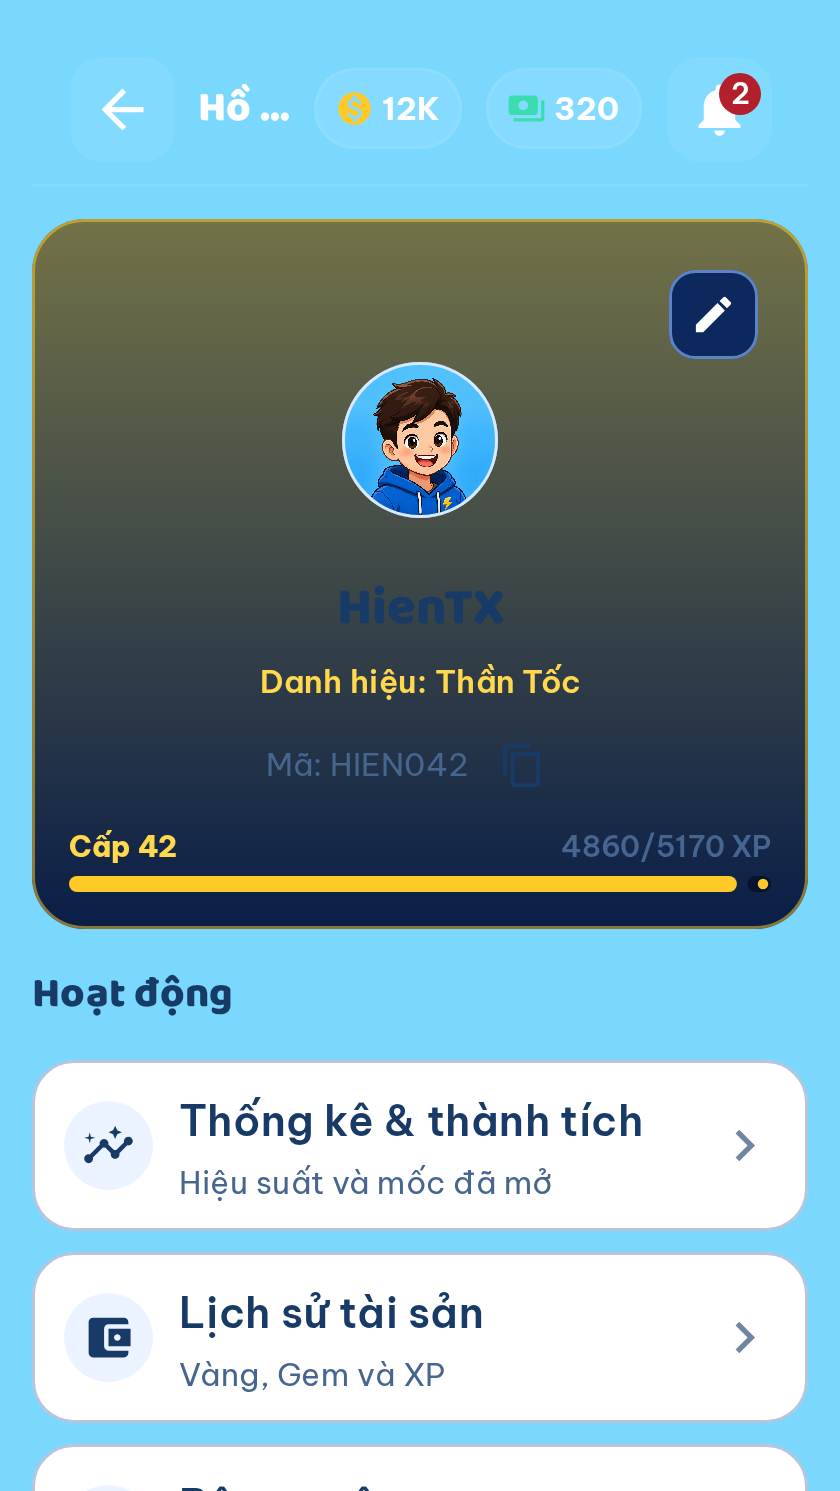 Hồ ...
12K
320
2
HienTX
Danh hiệu: Thần Tốc
Mã: HIEN042
Cấp 42
4860/5170 XP
Hoạt động
Thống kê & thành tích
Hiệu suất và mốc đã mở
Lịch sử tài sản
Vàng, Gem và XP